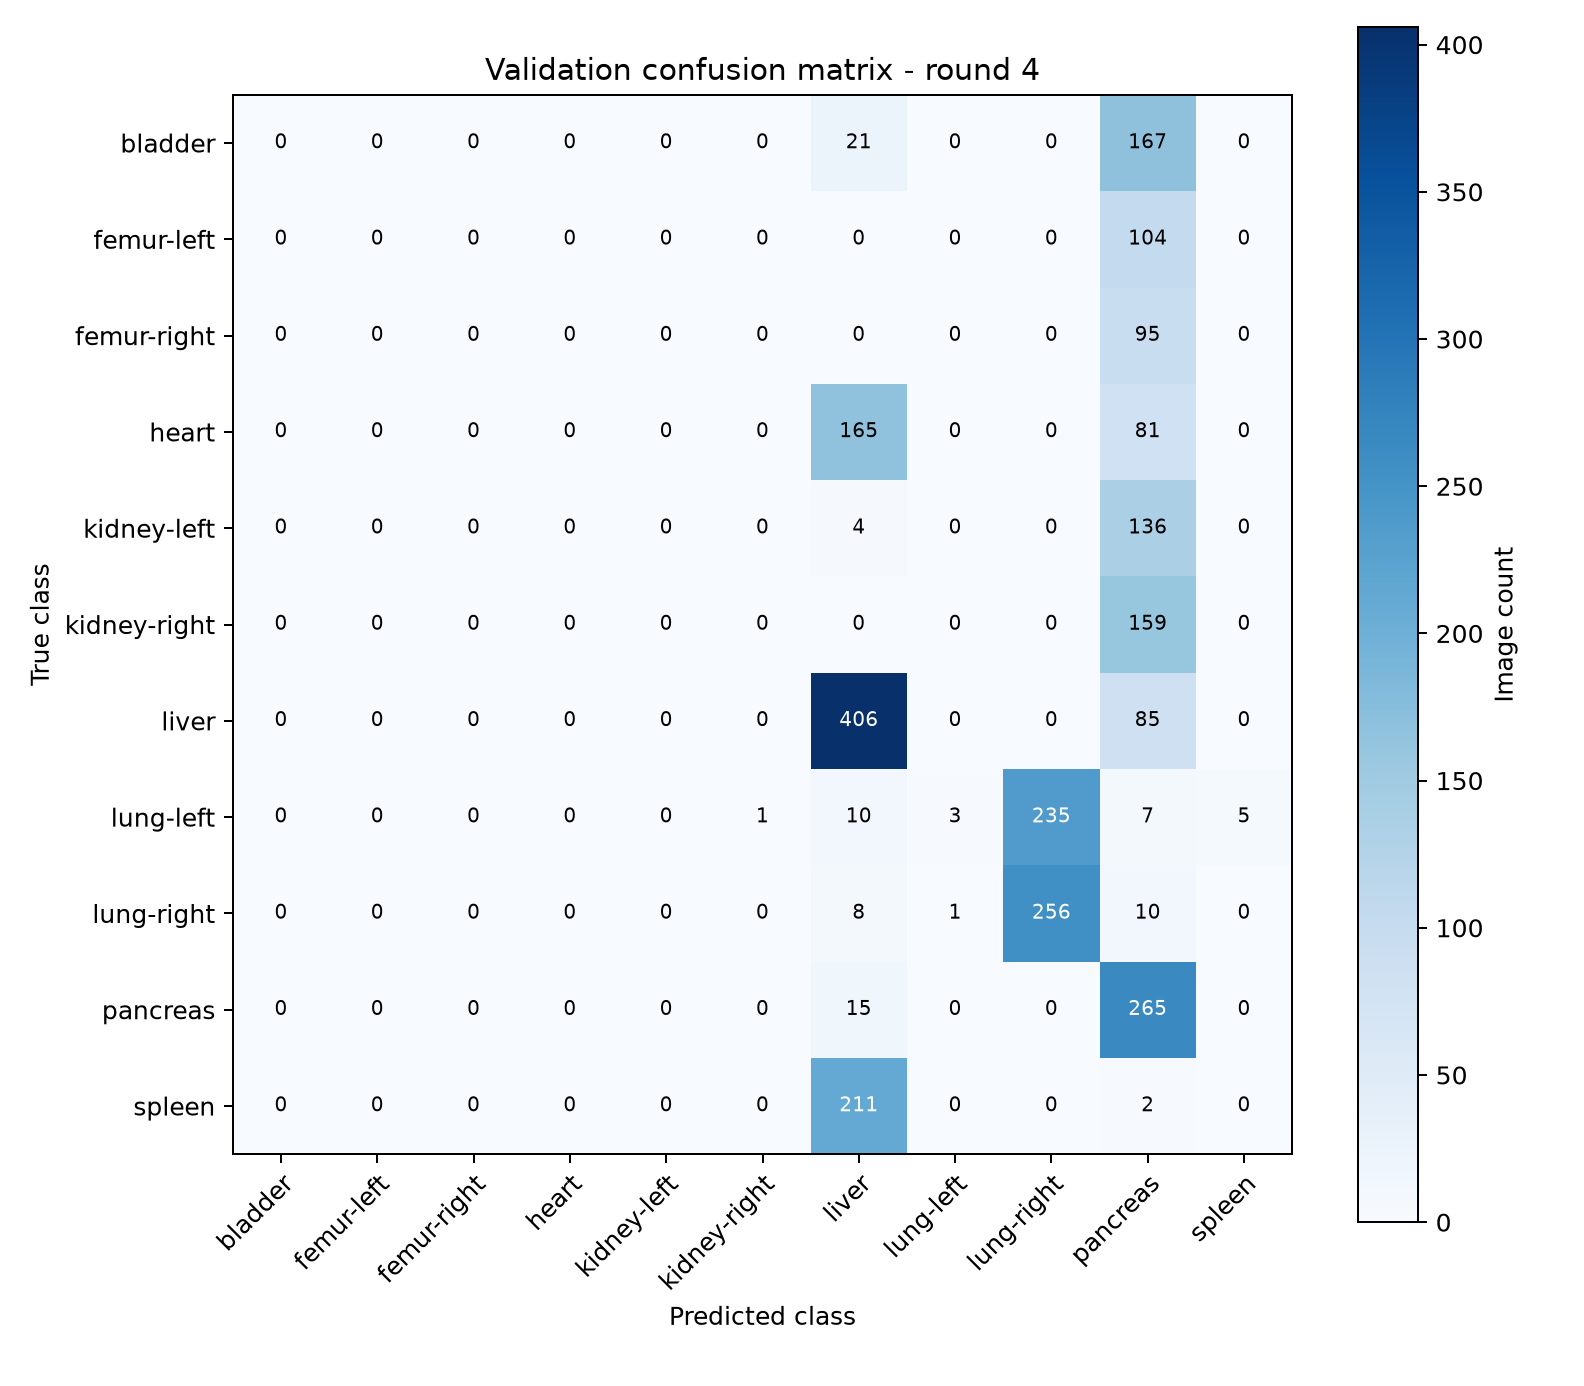 Validation confusion matrix - round 4
bladder 0 0 0 0 0 0 21 0 0 167 0
femur-left 0 0 0 0 0 0 0 0 0 104 0
femur-right 0 0 0 0 0 0 0 0 0 95 0
heart 0 0 0 0 0 0 165 0 0 81 0
kidney-left 0 0 0 0 0 0 4 0 0 136 0
kidney-right 0 0 0 0 0 0 0 0 0 159 0
liver 0 0 0 0 0 0 406 0 0 85 0
lung-left 0 0 0 0 0 1 10 3 235 7 5
lung-right 0 0 0 0 0 0 8 1 256 10 0
pancreas 0 0 0 0 0 0 15 0 0 265 0
spleen 0 0 0 0 0 0 211 0 0 2 0
True class
bladder femur-left femur-right heart kidney-left kidney-right liver lung-left lung-right pancreas spleen
Predicted class
400
350
300
250
200
150
100
50
0
Image count